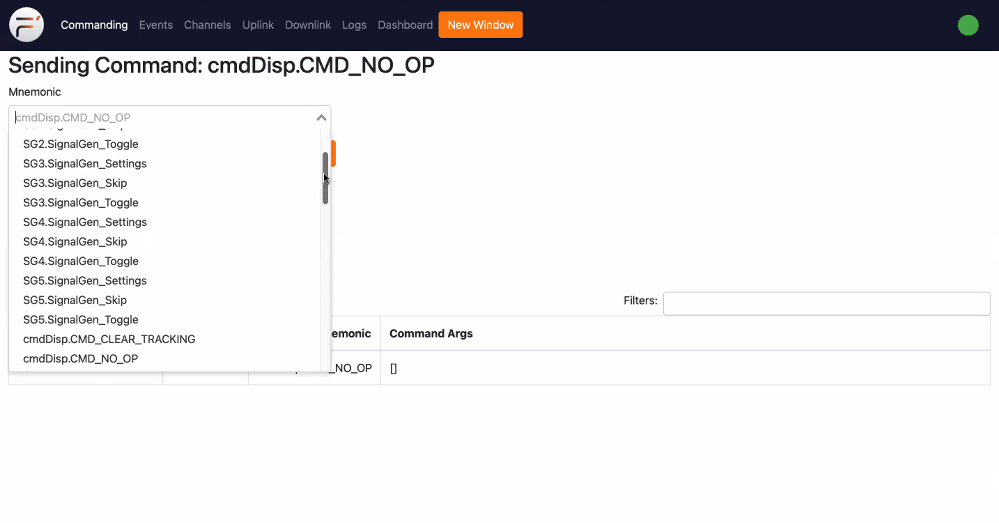 Commanding Events Channels Uplink Downlink Logs Dashboard New Window
Sending Command: cmdDisp.CMD_NO_OP
Mnemonic
cmdDisp.CMD_NO_OP
SG2.SignalGen_Toggle
SG3.SignalGen_Settings
SG3.SignalGen_Skip
SG3.SignalGen_Toggle
SG4.SignalGen_Settings
SG4.SignalGen_Skip
SG4.SignalGen_Toggle
SG5.SignalGen_Settings
SG5.SignalGen_Skip
SG5.SignalGen_Toggle
cmdDisp.CMD_CLEAR_TRACKING
cmdDisp.CMD_NO_OP
Filters:
emonic Command Args
_NO_OP []